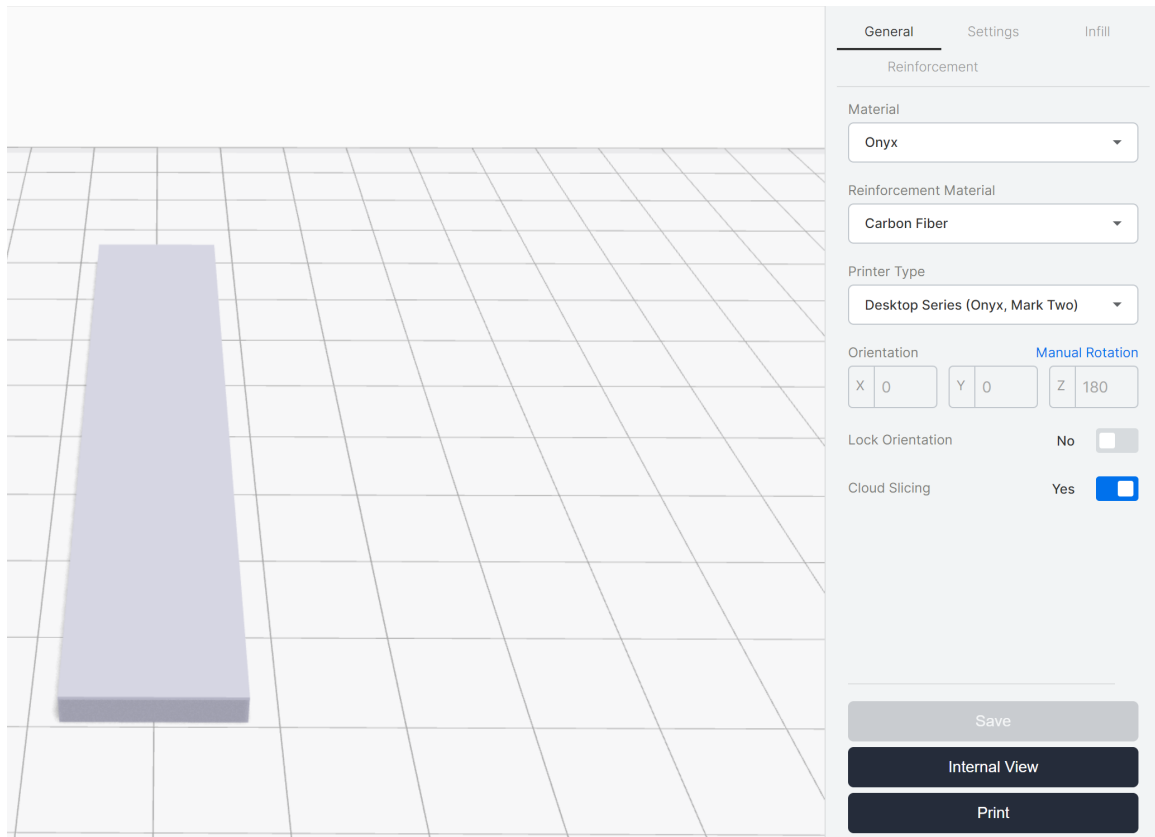 General Settings Infill
Reinforcement
Material
Onyx
Reinforcement Material
Carbon Fiber
Printer Type
Desktop Series (Onyx, Mark Two)
Orientation Manual Rotation
X 0 Y 0 Z 180
Lock Orientation No
Cloud Slicing Yes
Save
Internal View
Print